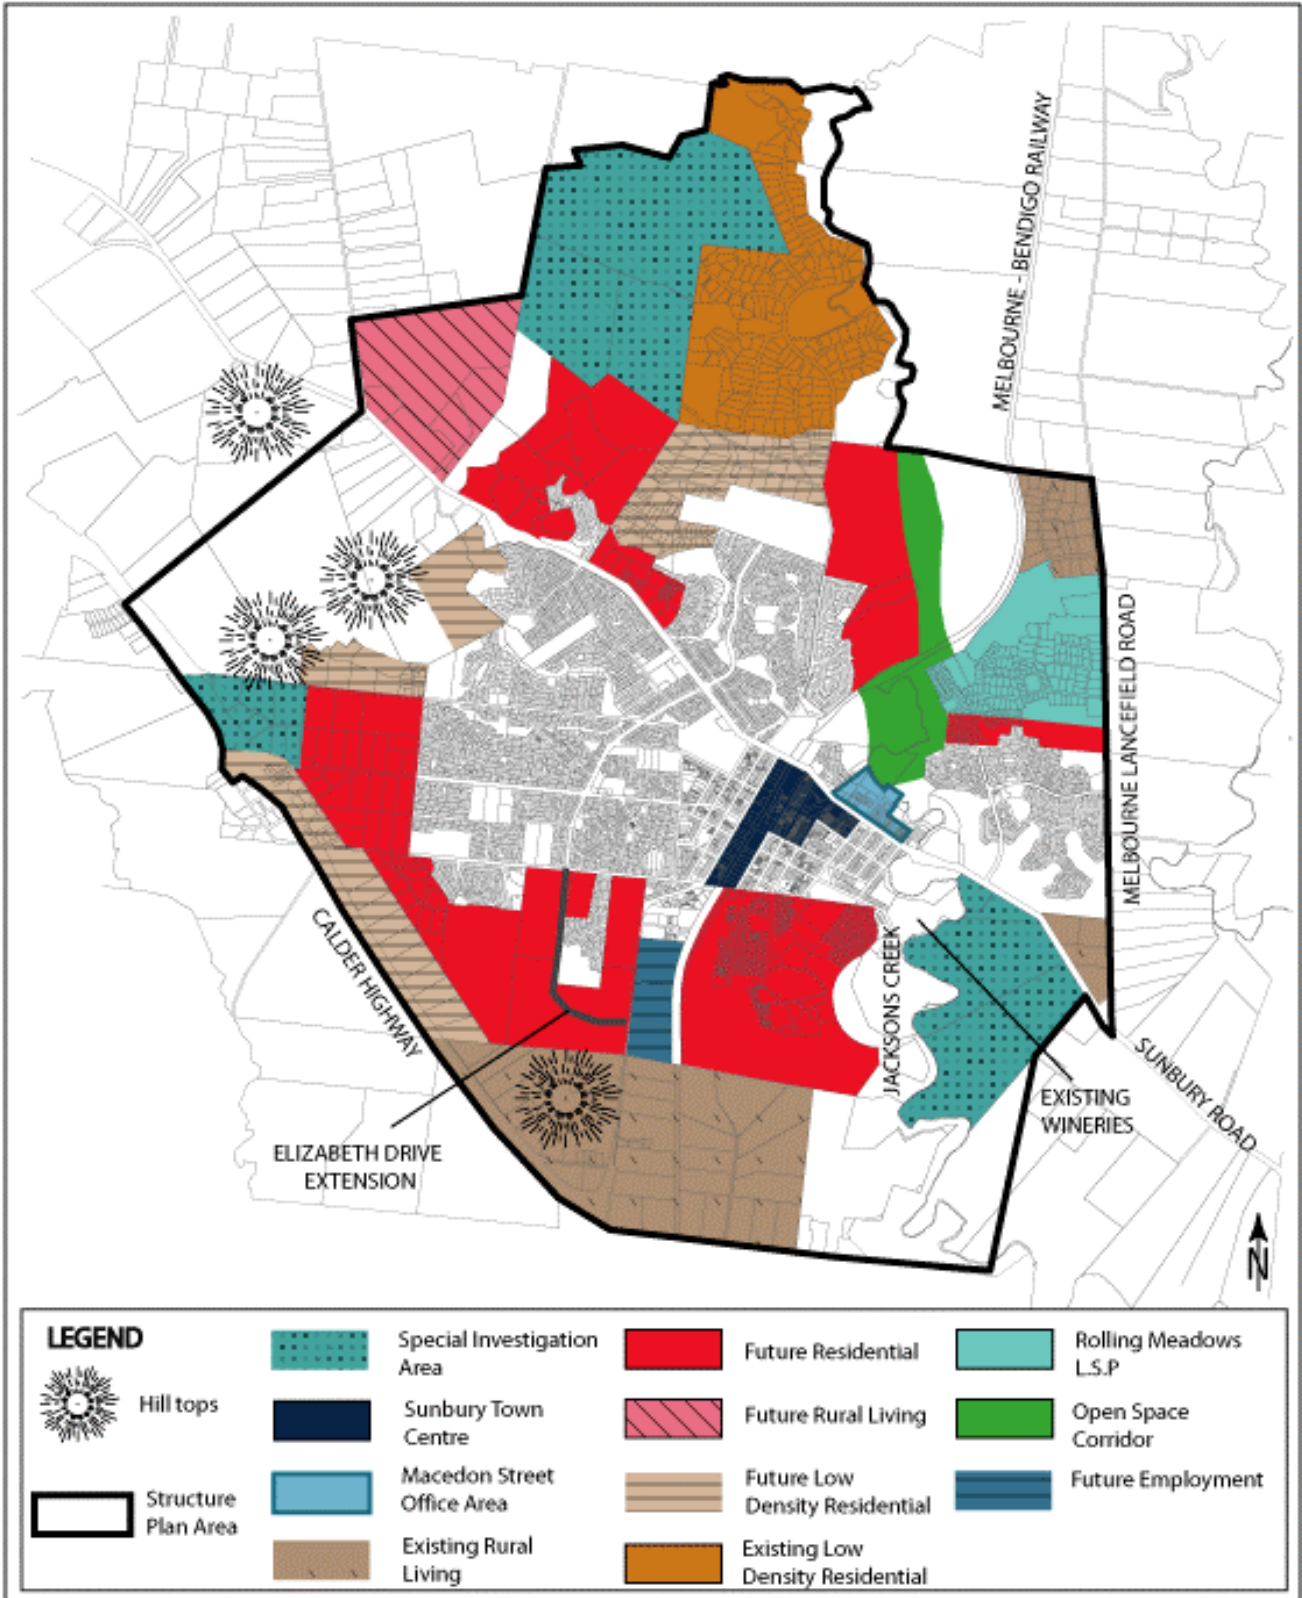 MELBOURNE - BENDIGO RAILWAY
MELBOURNE LANCEFIELD ROAD
CALDER HIGHWAY
JACKSONS CREEK
SUNBURY ROAD
EXISTING
WINERIES
ELIZABETH DRIVE
EXTENSION
N
LEGEND
Hill tops
Structure
Plan Area
Special Investigation
Area
Sunbury Town
Centre
Macedon Street
Office Area
Existing Rural
Living
Future Residential
Future Rural Living
Future Low
Density Residential
Existing Low
Density Residential
Rolling Meadows
L.S.P
Open Space
Corridor
Future Employment